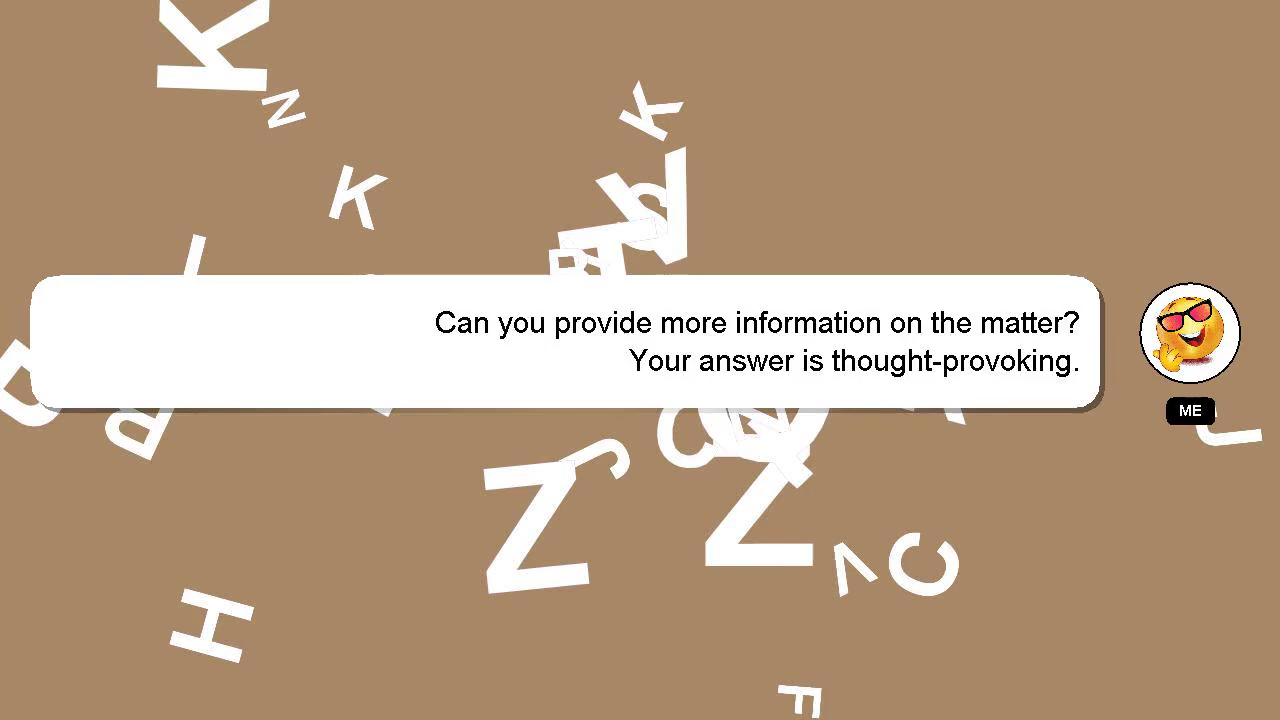 Can you provide more information on the matter?
Your answer is thought-provoking.
ME
K
N
K
K
S
R
R
J
Z
Z
C
N
V
C
J
H
F